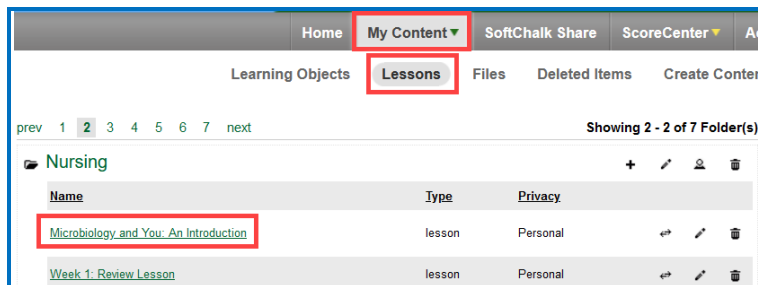 Home My Content SoftChalk Share ScoreCenter
Learning Objects Lessons Files Deleted Items Create
prev 1 2 3 4 5 6 7 next Showing 2 - 2 of 7 Folder(s)
Nursing
Name Type Privacy
Microbiology and You: An Introduction lesson Personal
Week 1: Review Lesson lesson Personal